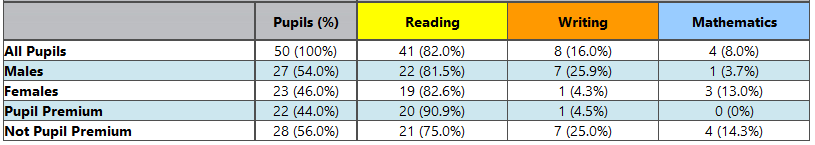 Pupils (%) Reading Writing Mathematics
All Pupils 50 (100%) 41 (82.0%) 8 (16.0%) 4 (8.0%)
Males 27 (54.0%) 22 (81.5%) 7 (25.9%) 1 (3.7%)
Females 23 (46.0%) 19 (82.6%) 1 (4.3%) 3 (13.0%)
Pupil Premium 22 (44.0%) 20 (90.9%) 1 (4.5%) 0 (0%)
Not Pupil Premium 28 (56.0%) 21 (75.0%) 7 (25.0%) 4 (14.3%)